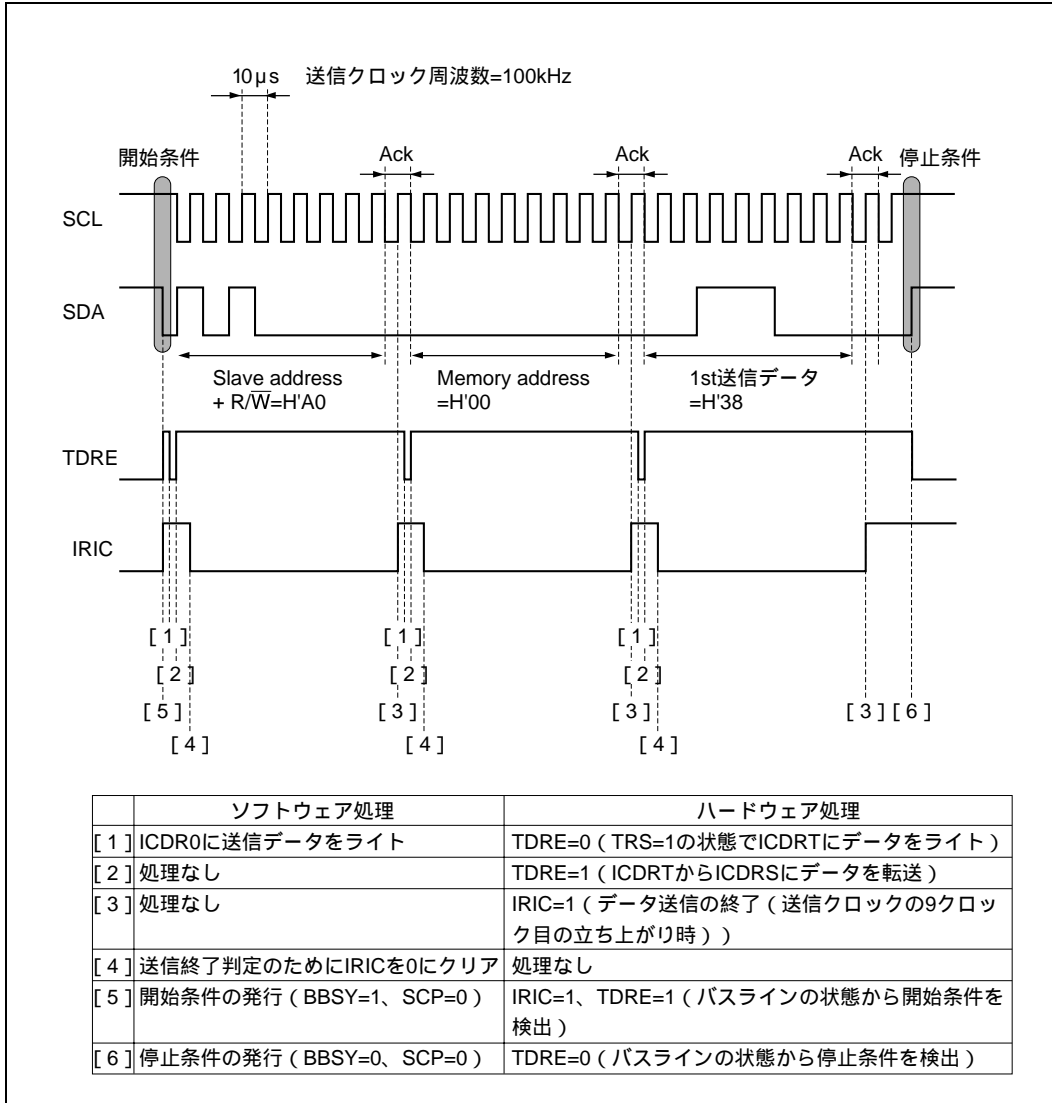 10μs 送信クロック周波数=100kHz
開始条件 Ack Ack Ack 停止条件
SCL
SDA
Slave address
+ R/W̅=H'A0
Memory address
=H'00
1st送信データ
=H'38
TDRE
IRIC
[ 1 ] [ 1 ] [ 1 ]
[ 2 ] [ 2 ] [ 2 ]
[ 5 ] [ 3 ] [ 3 ] [ 3 ] [ 6 ]
[ 4 ] [ 4 ] [ 4 ]
ソフトウェア処理 ハードウェア処理
[ 1 ] ICDR0に送信データをライト TDRE=0(TRS=1の状態でICDRTにデータをライト)
[ 2 ] 処理なし TDRE=1(ICDRTからICDRSにデータを転送)
[ 3 ] 処理なし IRIC=1(データ送信の終了(送信クロックの9クロッ
ク目の立ち上がり時))
[ 4 ] 送信終了判定のためにIRICを0にクリア 処理なし
[ 5 ] 開始条件の発行(BBSY=1、SCP=0) IRIC=1、TDRE=1(バスラインの状態から開始条件を
検出)
[ 6 ] 停止条件の発行(BBSY=0、SCP=0) TDRE=0(バスラインの状態から停止条件を検出)